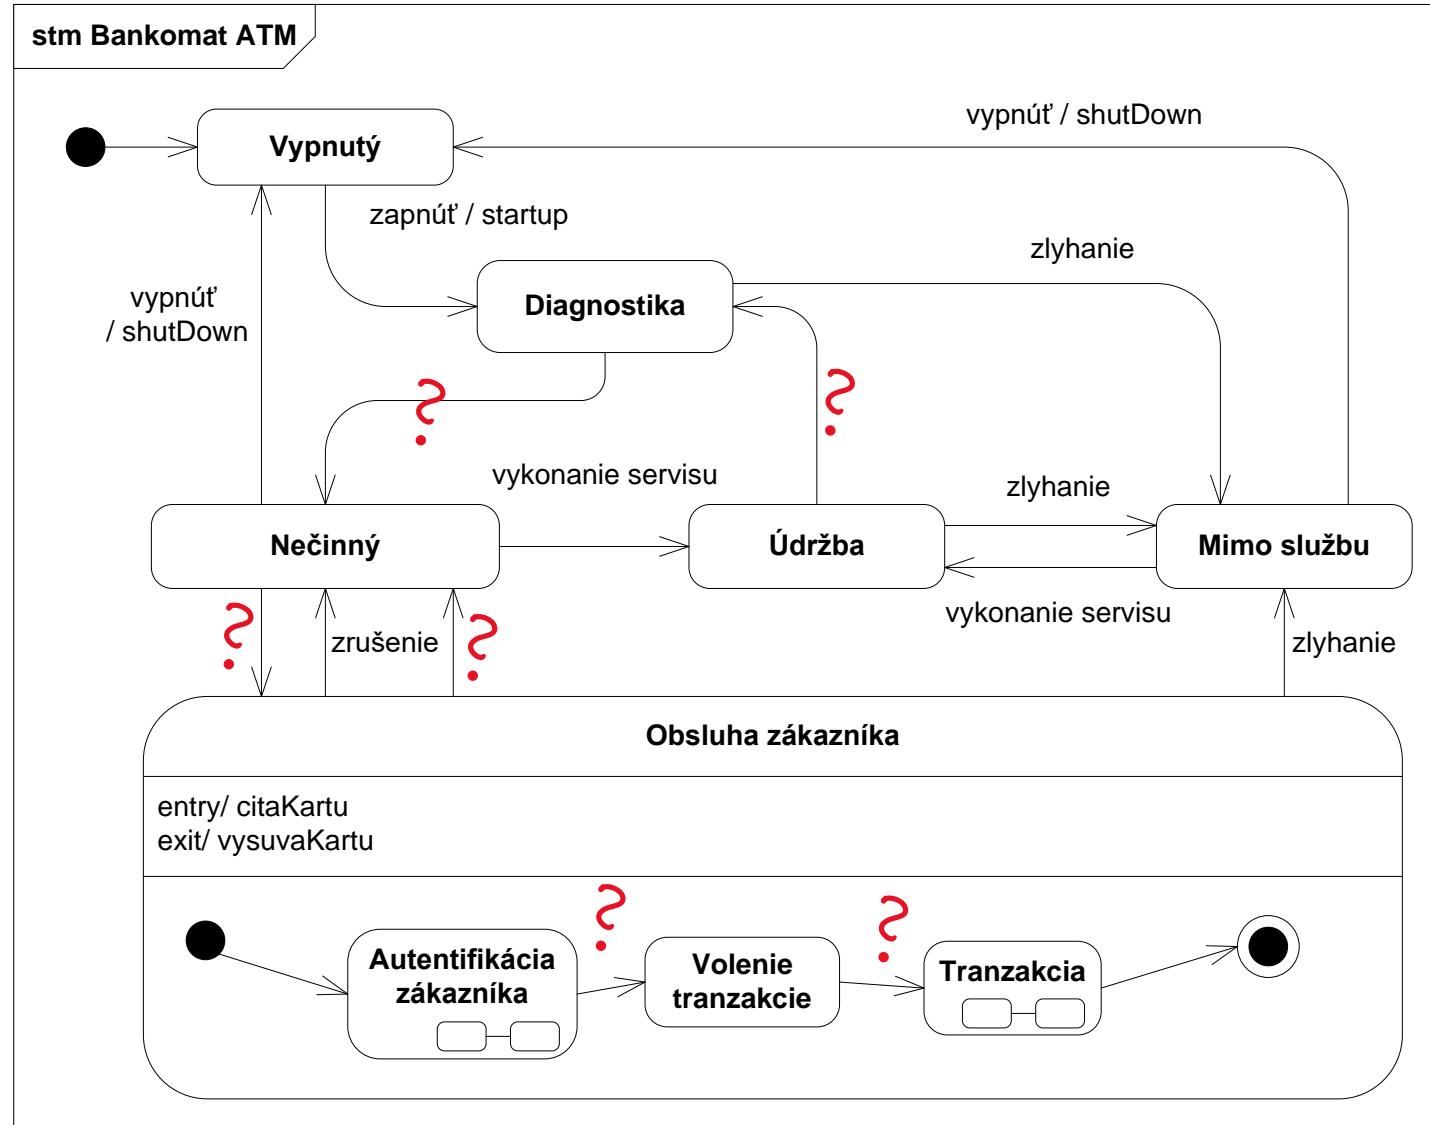 stm Bankomat ATM
vypnúť / shutDown
Vypnutý
zapnúť / startup
zlyhanie
vypnúť
/ shutDown
Diagnostika
?
?
vykonanie servisu
zlyhanie
Nečinný
Údržba
Mimo službu
vykonanie servisu
?
zrušenie
?
zlyhanie
Obsluha zákazníka
entry/ citaKartu
exit/ vysuvaKartu
?
?
Autentifikácia
zákazníka
Volenie
tranzakcie
Tranzakcia